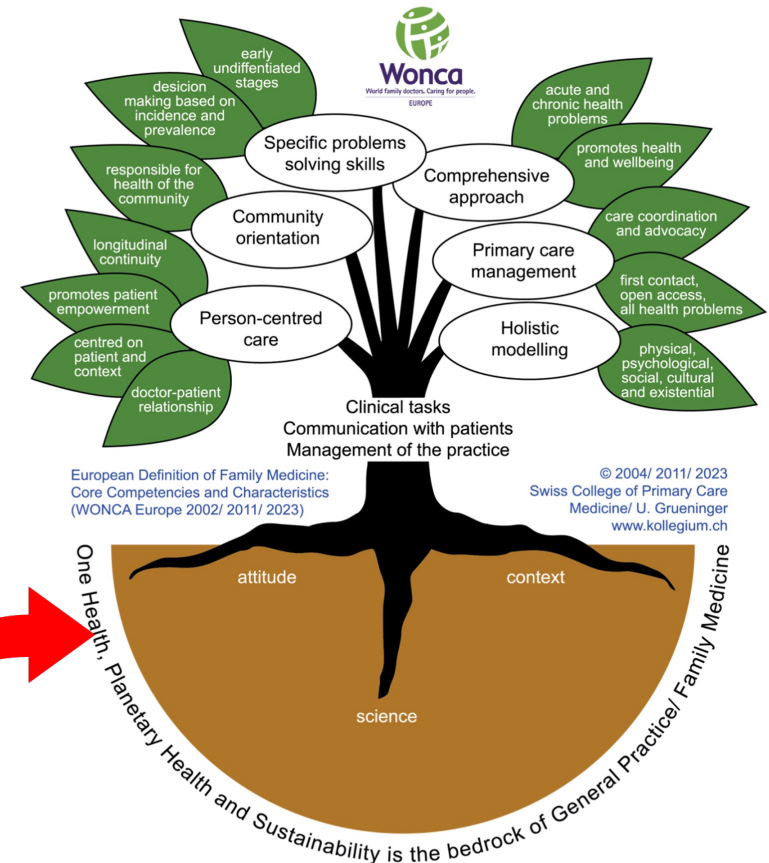 Wonca
World family doctors. Caring for people.
EUROPE
early
undiffentiated
stages
desicion
making based on
incidence and
prevalence
responsible for
health of the
community
longitudinal
continuity
promotes patient
empowerment
centred on
patient and
context
doctor-patient
relationship
Specific problems
solving skills
Community
orientation
Person-centred
care
Comprehensive
approach
Primary care
management
Holistic
modelling
acute and
chronic health
problems
promotes health
and wellbeing
care coordination
and advocacy
first contact,
open access,
all health problems
physical,
psychological,
social, cultural
and existential
Clinical tasks
Communication with patients
Management of the practice
European Definition of Family Medicine:
Core Competencies and Characteristics
(WONCA Europe 2002/ 2011/ 2023)
© 2004/ 2011/ 2023
Swiss College of Primary Care
Medicine/ U. Grueninger
www.kollegium.ch
attitude
context
science
One Health, Planetary Health and Sustainability is the bedrock of General Practice/ Family Medicine